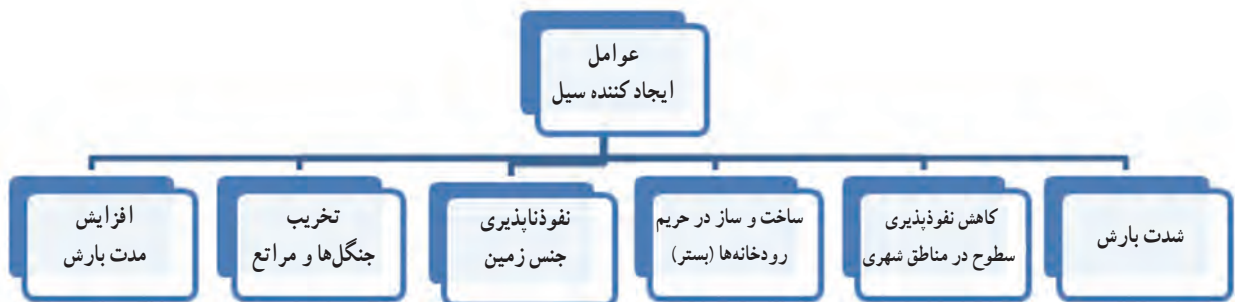 عوامل
ایجاد کننده سیل
شدت بارش
کاهش نفوذپذیری
سطوح در مناطق شهری
ساخت و ساز در حریم
رودخانه‌ها (بستر)
نفوذناپذیری
جنس زمین
تخریب
جنگل‌ها و مراتع
افزایش
مدت بارش